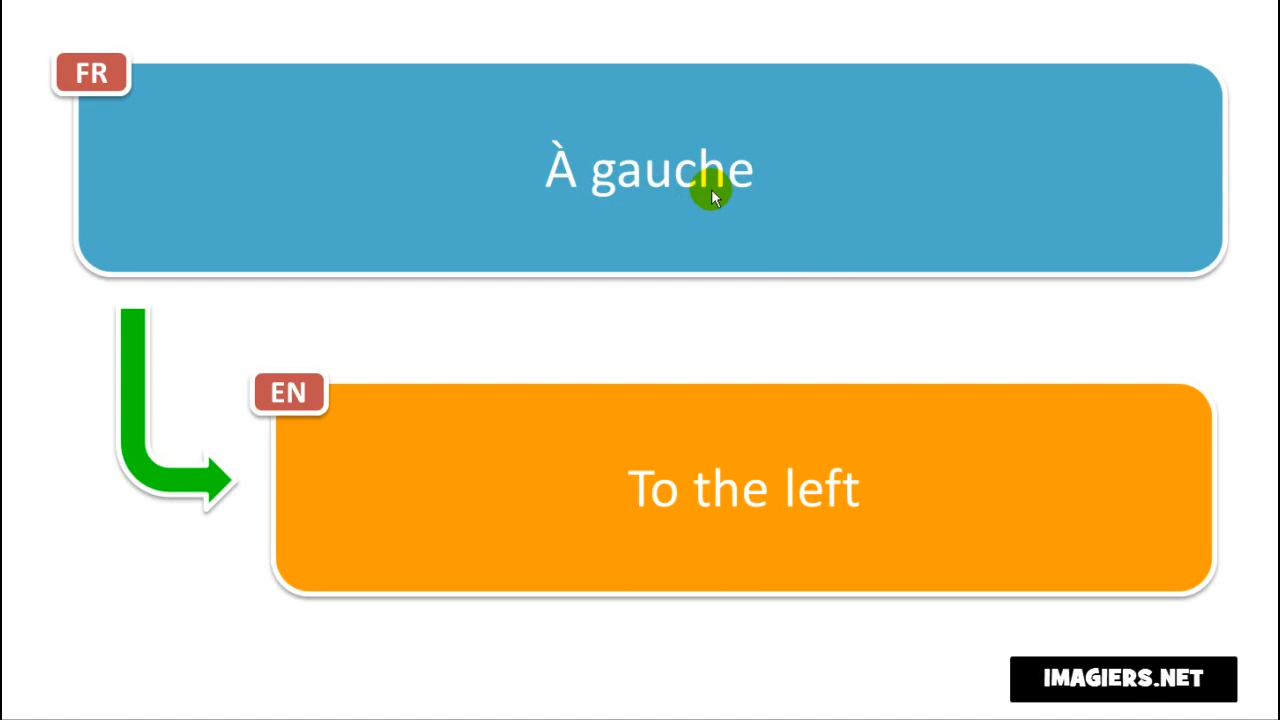 FR
À gauche
EN
To the left
IMAGIERS.NET